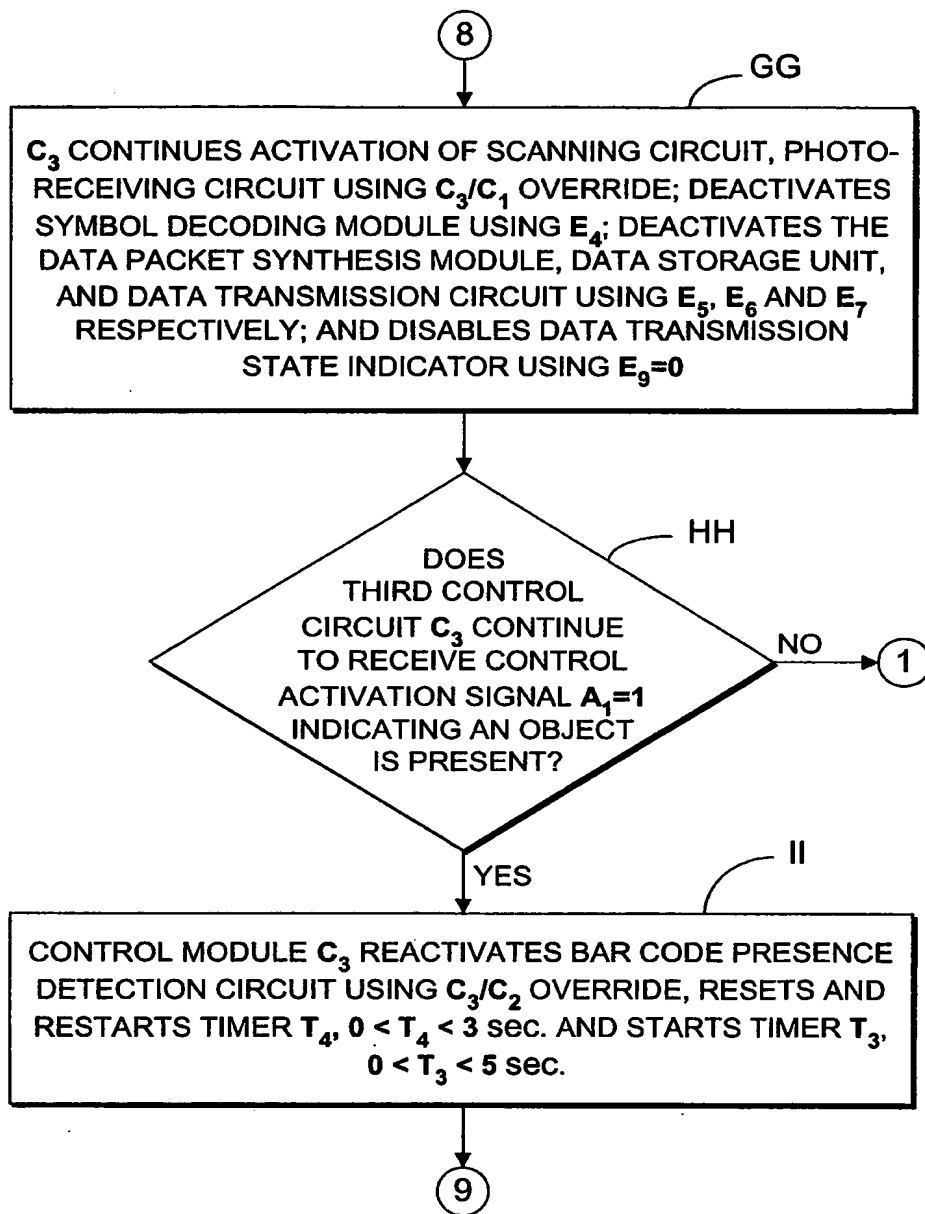 8
GG
C3 CONTINUES ACTIVATION OF SCANNING CIRCUIT, PHOTO-
RECEIVING CIRCUIT USING C3/C1 OVERRIDE; DEACTIVATES
SYMBOL DECODING MODULE USING E4; DEACTIVATES THE
DATA PACKET SYNTHESIS MODULE, DATA STORAGE UNIT,
AND DATA TRANSMISSION CIRCUIT USING E5, E6 AND E7
RESPECTIVELY; AND DISABLES DATA TRANSMISSION
STATE INDICATOR USING E9=0
HH
DOES
THIRD CONTROL
CIRCUIT C3 CONTINUE
TO RECEIVE CONTROL
ACTIVATION SIGNAL A1=1
INDICATING AN OBJECT
IS PRESENT?
NO
1
YES
II
CONTROL MODULE C3 REACTIVATES BAR CODE PRESENCE
DETECTION CIRCUIT USING C3/C2 OVERRIDE, RESETS AND
RESTARTS TIMER T4, 0 < T4 < 3 sec. AND STARTS TIMER T3,
0 < T3 < 5 sec.
9